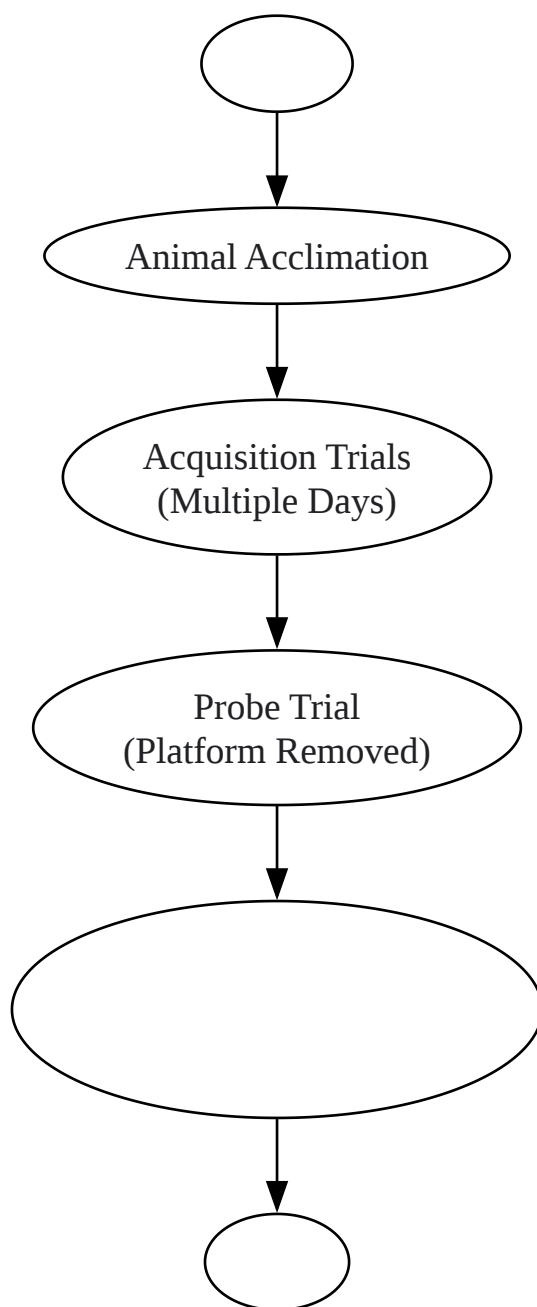 Animal Acclimation
Acquisition Trials
(Multiple Days)
Probe Trial
(Platform Removed)